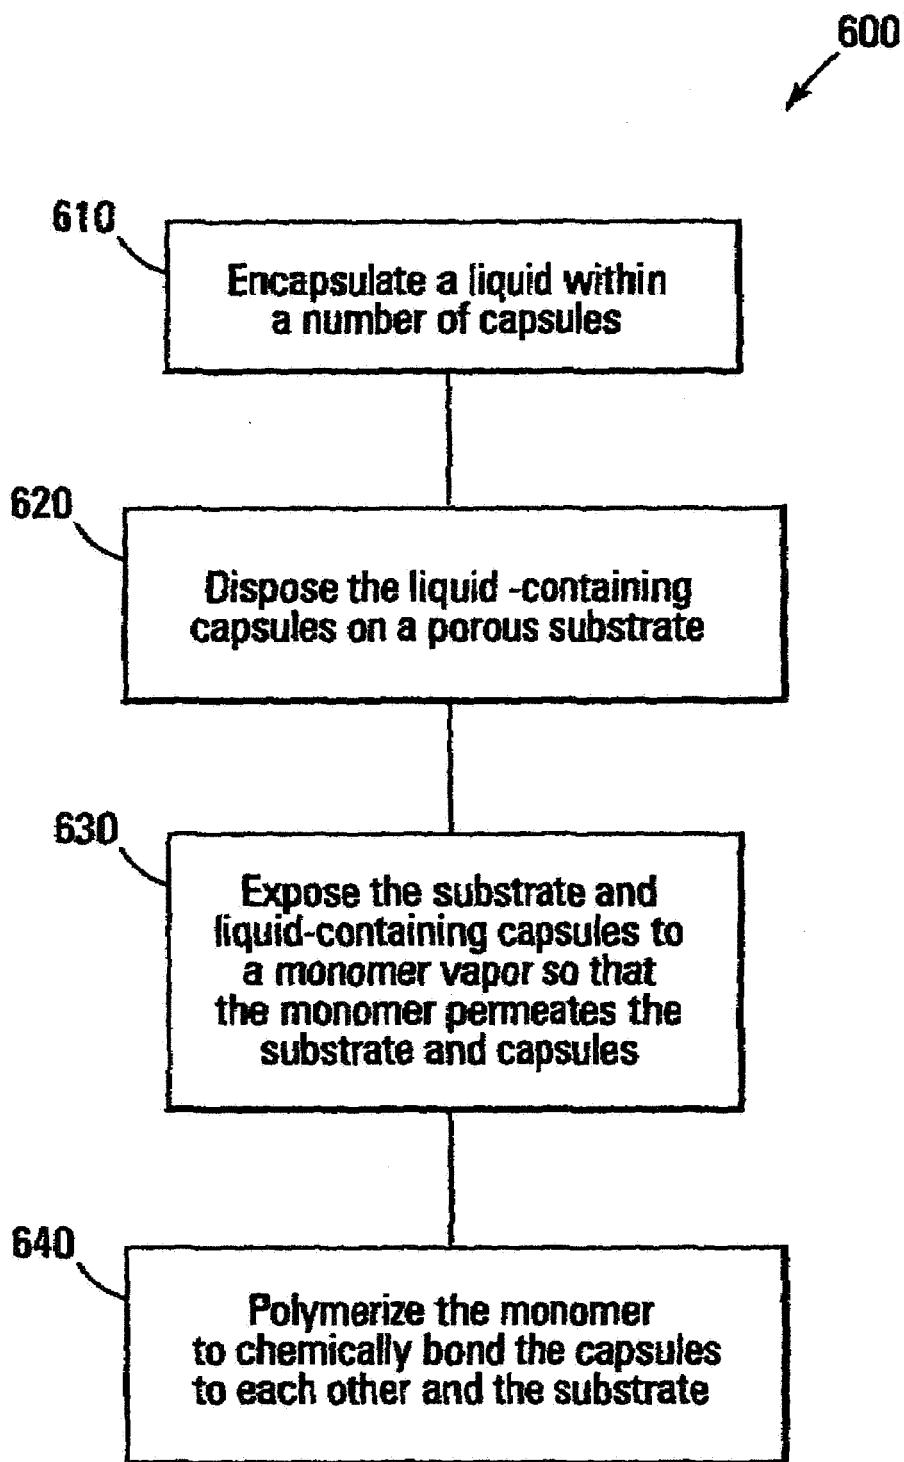 600
610
Encapsulate a liquid within
a number of capsules
620
Dispose the liquid -containing
capsules on a porous substrate
630
Expose the substrate and
liquid-containing capsules to
a monomer vapor so that
the monomer permeates the
substrate and capsules
640
Polymerize the monomer
to chemically bond the capsules
to each other and the substrate